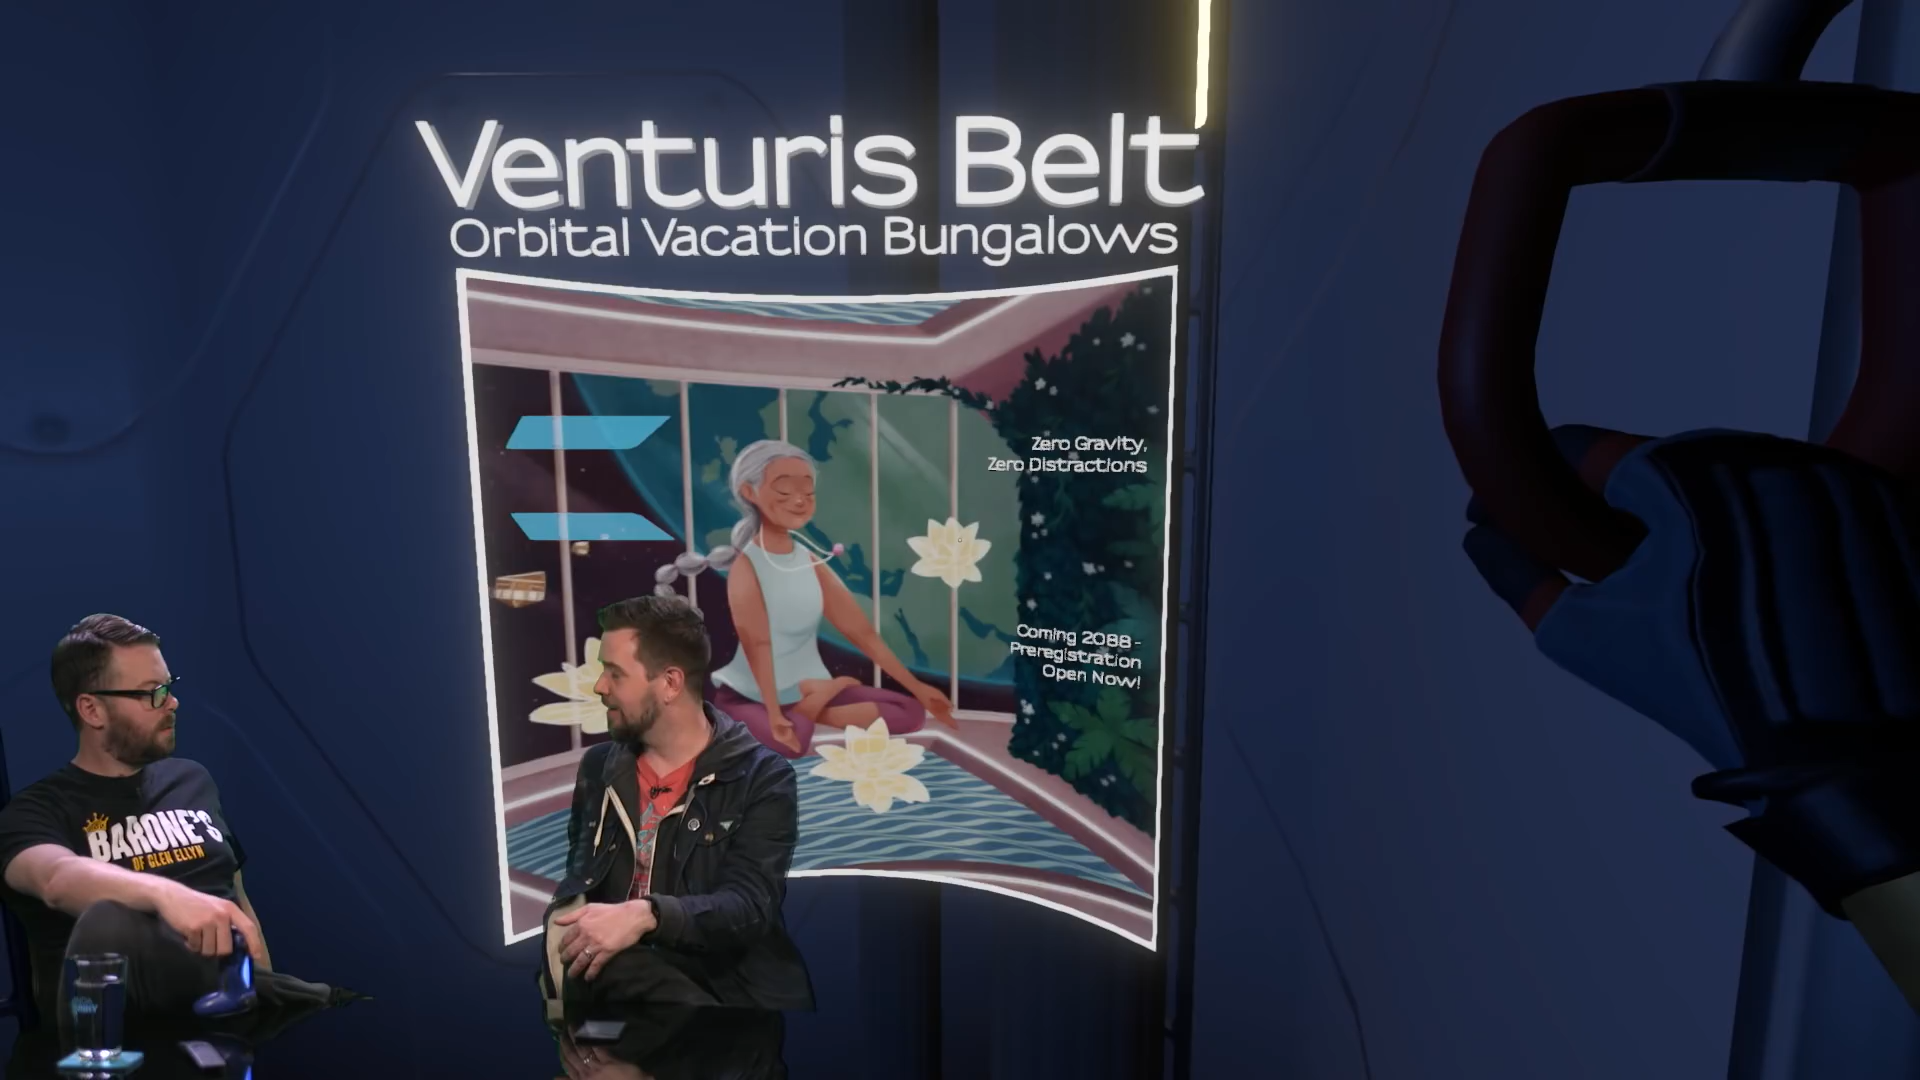 Venturis Belt
Orbital Vacation Bungalows
Zero Gravity,
Zero Distractions
Coming 2088 -
Preregistration
Open Now!
BARONE'S
OF GLEN ELLYN